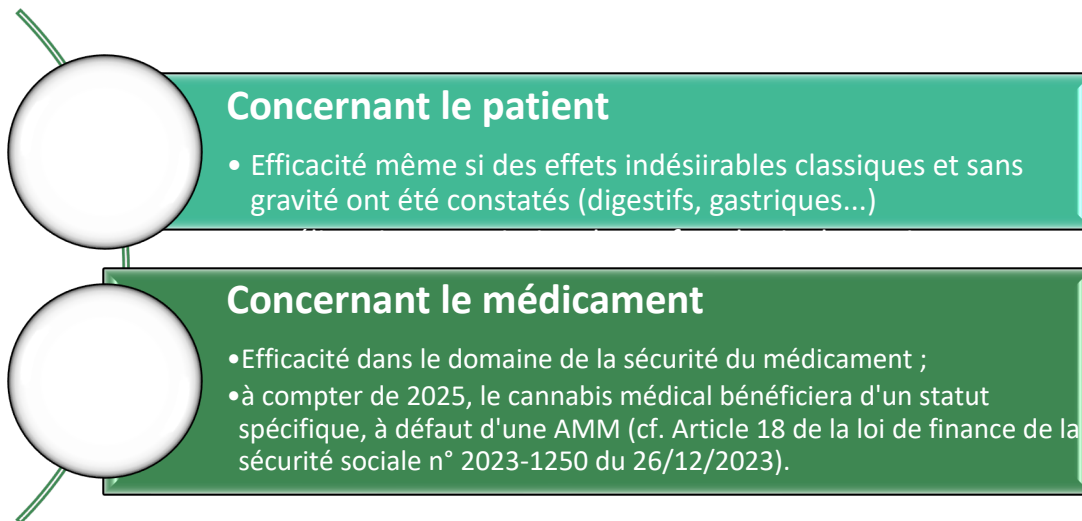 Concernant le patient
• Efficacité même si des effets indésiirables classiques et sans
gravité ont été constatés (digestifs, gastriques...)
Concernant le médicament
•Efficacité dans le domaine de la sécurité du médicament ;
•à compter de 2025, le cannabis médical bénéficiera d'un statut
spécifique, à défaut d'une AMM (cf. Article 18 de la loi de finance de la
sécurité sociale n° 2023-1250 du 26/12/2023).